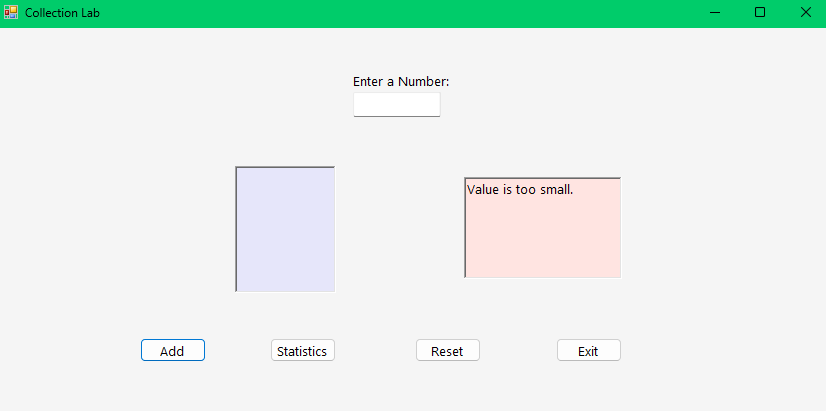 Collection Lab
Enter a Number:
Value is too small.
Add
Statistics
Reset
Exit